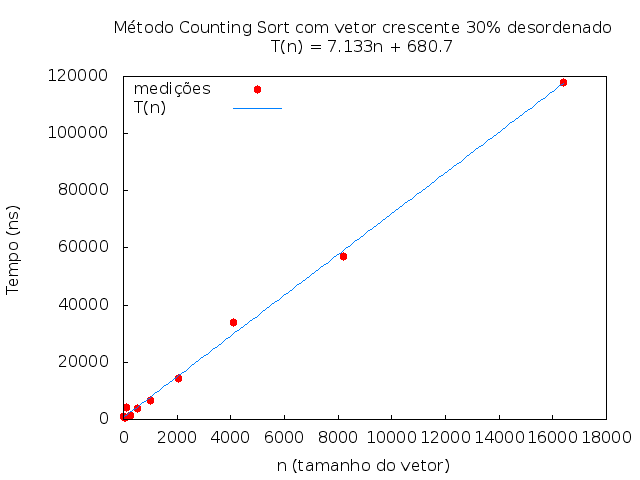 Método Counting Sort com vetor crescente 30% desordenado
T(n) = 7.133n + 680.7
120000
100000
80000
60000
40000
20000
0
medições
T(n)
Tempo (ns)
0 2000 4000 6000 8000 10000 12000 14000 16000 18000
n (tamanho do vetor)